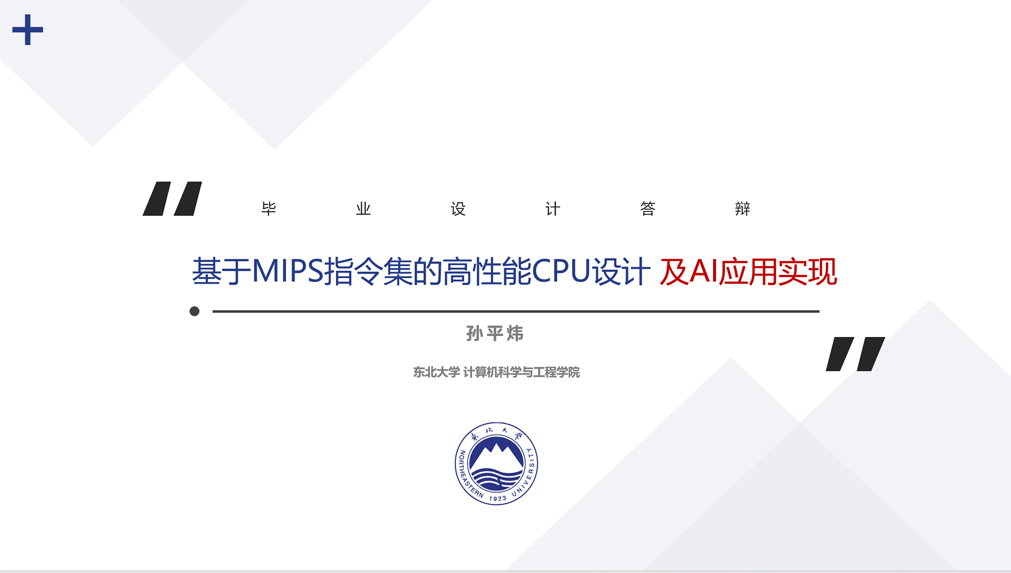 毕业设计答辩
基于MIPS指令集的高性能CPU设计 及AI应用实现
孙平炜
东北大学 计算机科学与工程学院
東北大學
NORTHEASTERN 1923 UNIVERSITY